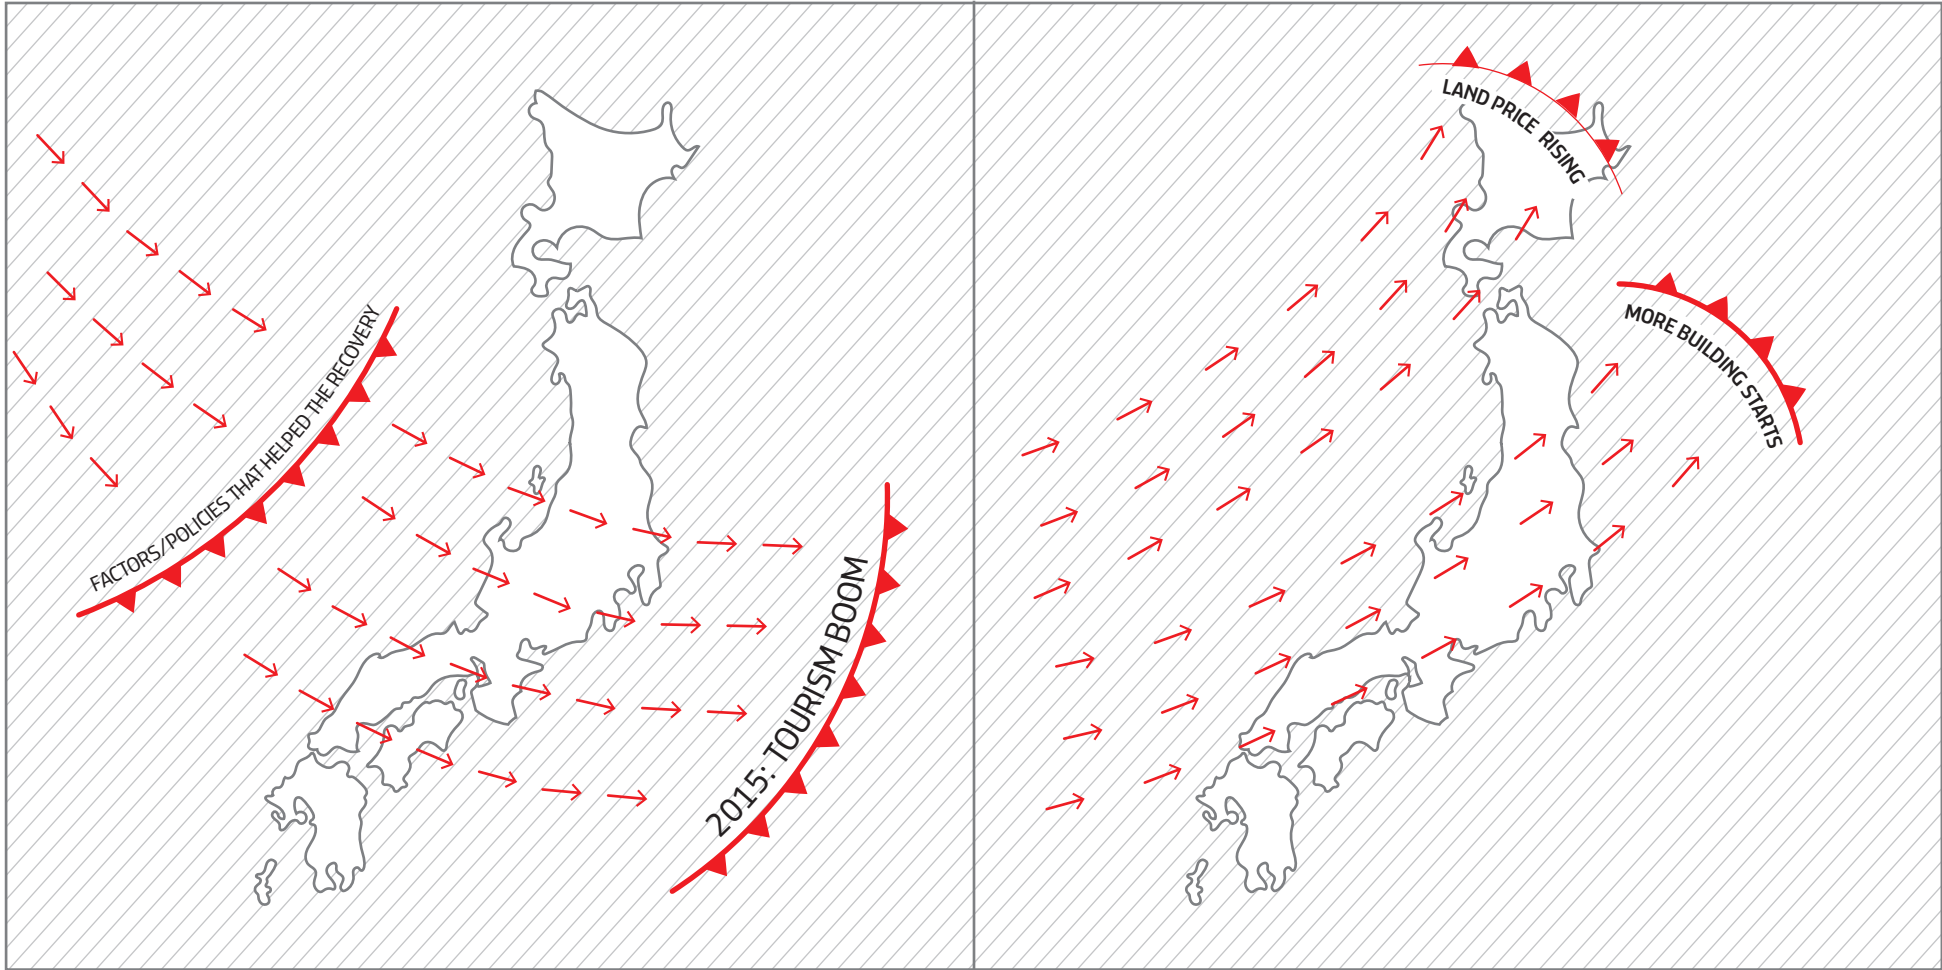 FACTORS/POLICIES THAT HELPED THE RECOVERY
2015: TOURISM BOOM
LAND PRICE RISING
MORE BUILDING STARTS